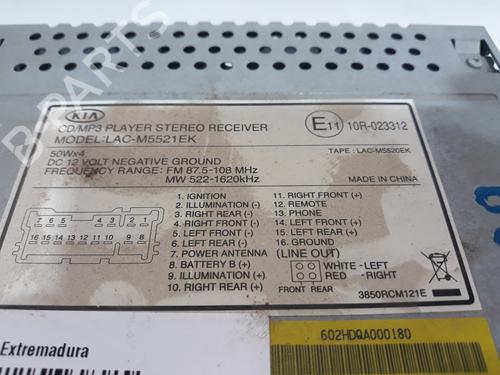 KIA
CD/MP3 PLAYER STEREO RECEIVER
MODEL:LAC-M5521EK
E11 10R-023312
50Wx4
DC 12 VOLT NEGATIVE GROUND
FREQUENCY RANGE: FM 87.5-108 MHz
MW 522-1620kHz
TAPE : LAC-M5520EK
MADE IN CHINA
7 6 5 4 3 2 1
16 15 14 13 12 11 10 9 8
1. IGNITION
2. ILLUMINATION (-)
3. RIGHT REAR (-)
4. RIGHT FRONT (-)
5. LEFT FRONT (-)
6. LEFT REAR (-)
7. POWER ANTENNA
8. BATTERY B (+)
9. ILLUMINATION (+)
10. RIGHT REAR (+)
11. RIGHT FRONT (+)
12. REMOTE
13. PHONE
14. LEFT FRONT (+)
15. LEFT REAR (+)
16. GROUND
(LINE OUT)
WHITE - LEFT
RED - RIGHT
FRONT REAR
3850RCM121E
Extremadura
602HDQA000180
B-PARTS